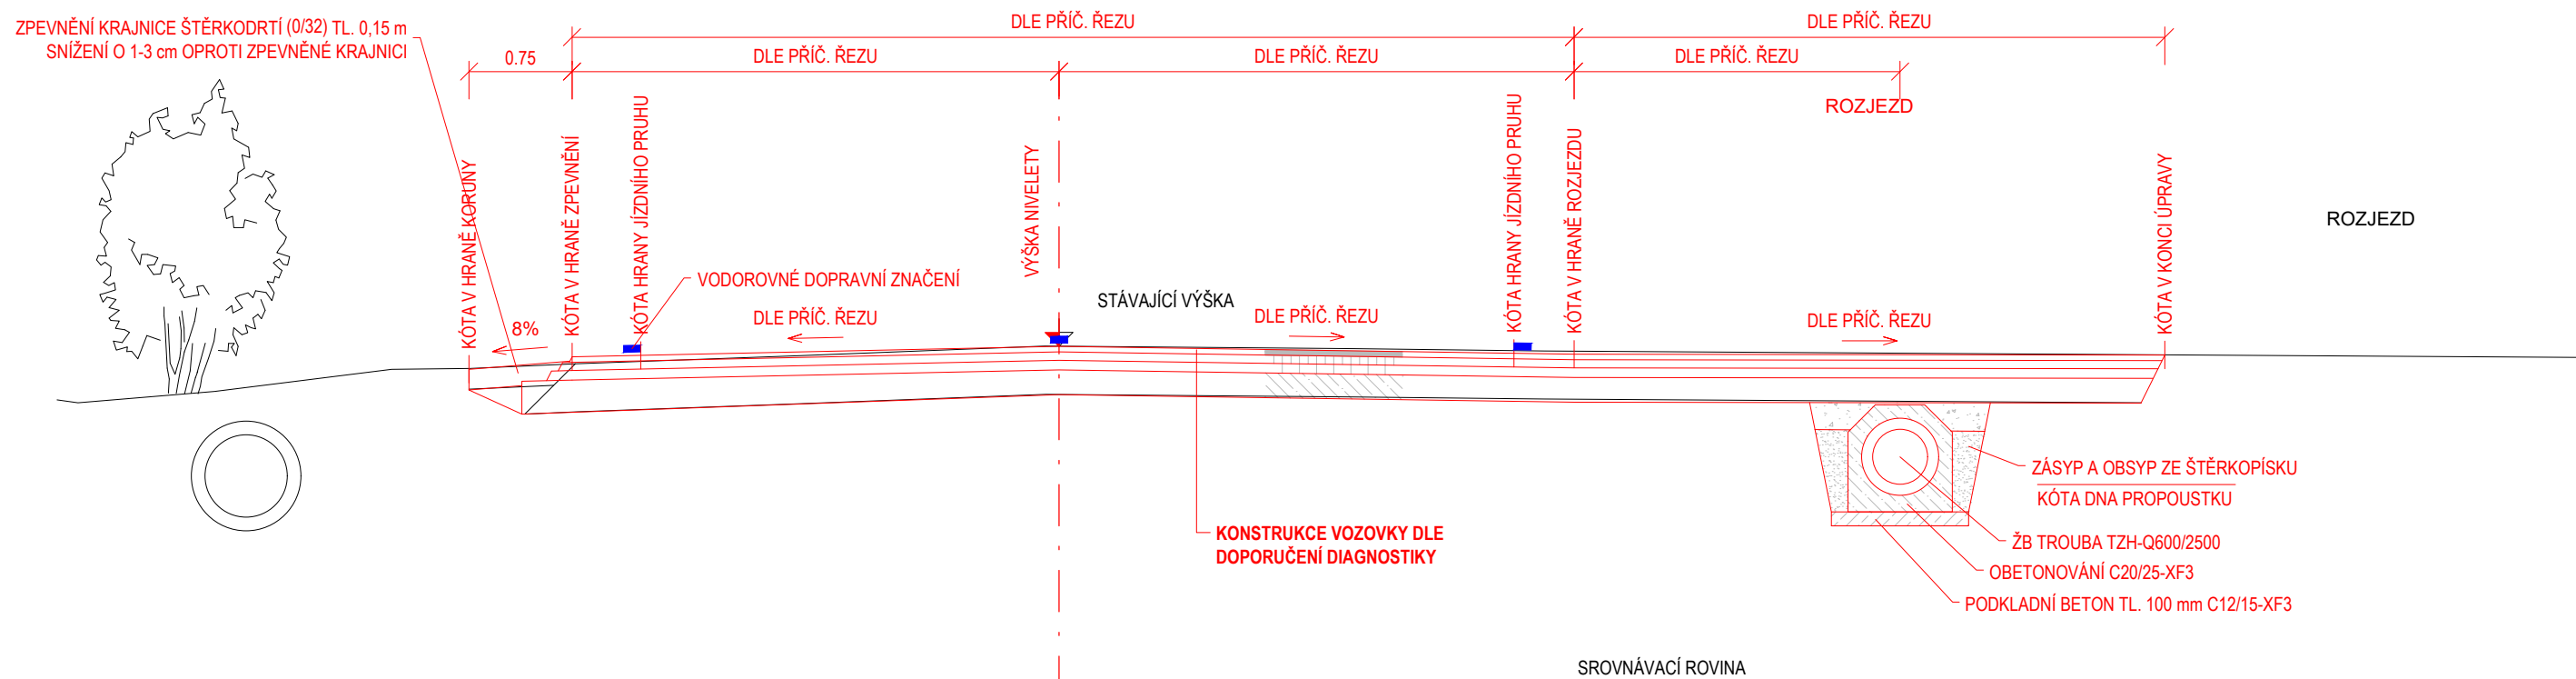 ZPEVNĚNÍ KRAJNICE ŠTĚRKODRTÍ (0/32) TL. 0,15 m
SNÍŽENÍ O 1-3 cm OPROTI ZPEVNĚNÉ KRAJNICI
DLE PŘÍČ. ŘEZU
DLE PŘÍČ. ŘEZU
0.75
DLE PŘÍČ. ŘEZU
DLE PŘÍČ. ŘEZU
DLE PŘÍČ. ŘEZU
ROZJEZD
KÓTA V HRANĚ KORUNY
KÓTA V HRANĚ ZPEVNĚNÍ
KÓTA HRANY JÍZDNÍHO PRUHU
VÝŠKA NIVELETY
KÓTA HRANY JÍZDNÍHO PRUHU
KÓTA V HRANĚ ROZJEZDU
KÓTA V KONCI ÚPRAVY
ROZJEZD
VODOROVNÉ DOPRAVNÍ ZNAČENÍ
STÁVAJÍCÍ VÝŠKA
8%
DLE PŘÍČ. ŘEZU
DLE PŘÍČ. ŘEZU
DLE PŘÍČ. ŘEZU
ZÁSYP A OBSYP ZE ŠTĚRKOPÍSKU
KÓTA DNA PROPOUSTKU
KONSTRUKCE VOZOVKY DLE
DOPORUČENÍ DIAGNOSTIKY
ŽB TROUBA TZH-Q600/2500
OBETONOVÁNÍ C20/25-XF3
PODKLADNÍ BETON TL. 100 mm C12/15-XF3
SROVNÁVACÍ ROVINA